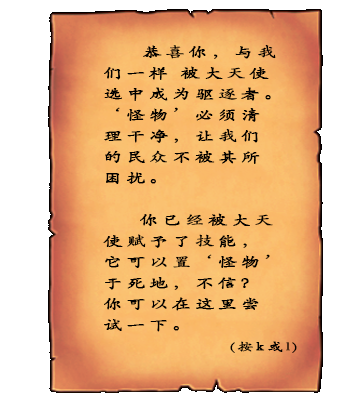 恭喜你，与我
们一样 被大天使
选中成为驱逐者。
‘怪物’必须清
理干净，让我们
的民众不被其所
困扰。
你已经被大天
使赋予了技能，
它可以置‘怪物’
于死地，不信？
你可以在这里尝
试一下。
(按k或l)